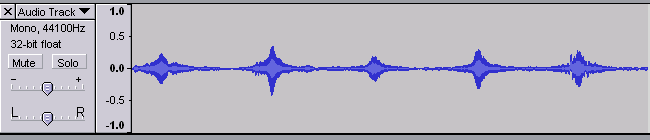 Audio Track
Mono, 44100Hz
32-bit float
Mute Solo
- +
L R
1.0
0.5
0.0
-0.5
-1.0